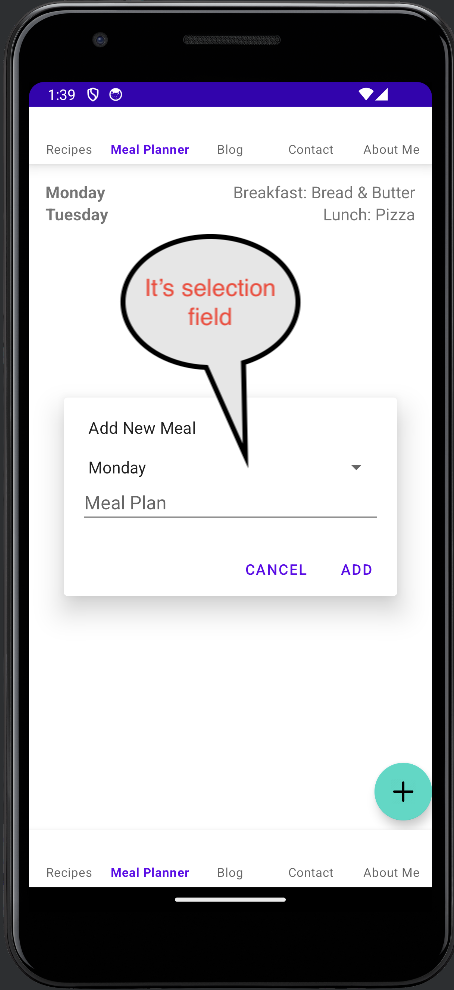 1:39
Recipes Meal Planner Blog Contact About Me
Monday Breakfast: Bread & Butter
Tuesday Lunch: Pizza
It's selection
field
Add New Meal
Monday
Meal Plan
CANCEL ADD
Recipes Meal Planner Blog Contact About Me